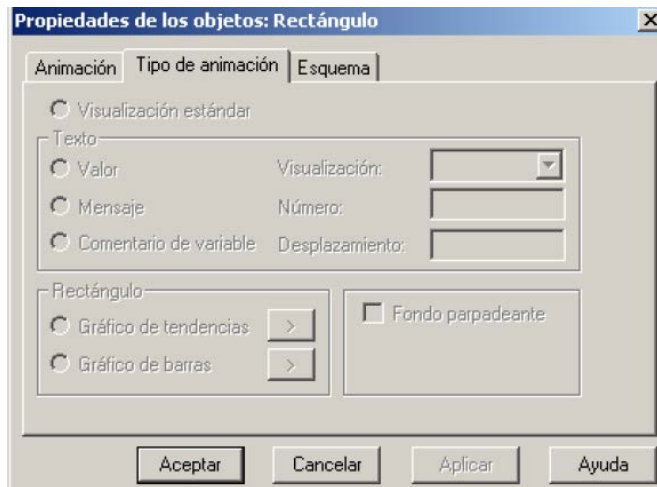 Propiedades de los objetos: Rectángulo
Animación Tipo de animación Esquema
Visualización estándar
Texto
Valor Visualización:
Mensaje Número:
Comentario de variable Desplazamiento:
Rectángulo
Gráfico de tendencias >
Fondo parpadeante
Gráfico de barras >
Aceptar Cancelar Aplicar Ayuda